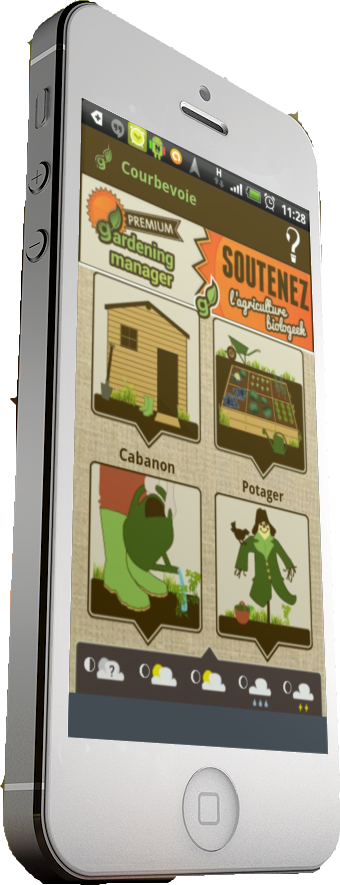 H
11:28
Courbevoie
PREMIUM
gardening
manager
SOUTENEZ
l'agriculture
biologeek
?
Cabanon
Potager
?